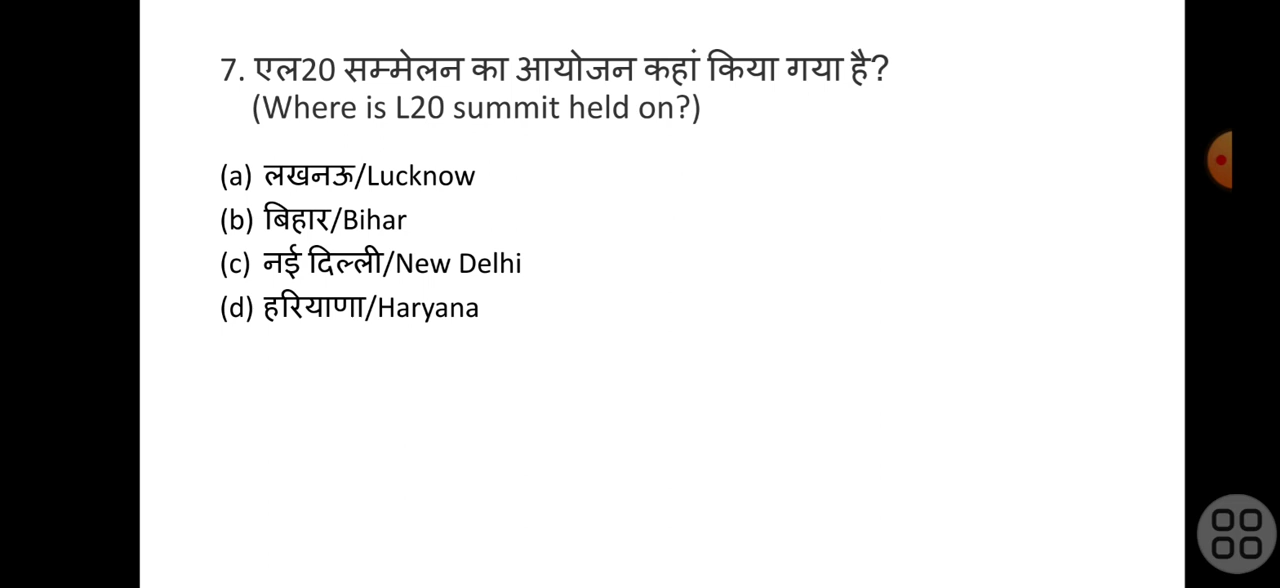 7. एल20 सम्मेलन का आयोजन कहां किया गया है?
(Where is L20 summit held on?)
(a) लखनऊ/Lucknow
(b) बिहार/Bihar
(c) नई दिल्ली/New Delhi
(d) हरियाणा/Haryana